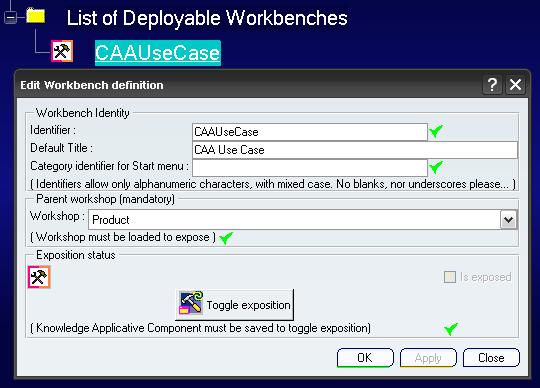 List of Deployable Workbenches
CAAUseCase
Edit Workbench definition
Workbench Identity
Identifier : CAAUseCase
Default Title : CAA Use Case
Category identifier for Start menu :
( Identifiers allow only alphanumeric characters, with mixed case. No blanks, nor underscores please... )
Parent workshop (mandatory)
Workshop : Product
( Workshop must be loaded to expose )
Exposition status
Is exposed
Toggle exposition
( Knowledge Applicative Component must be saved to toggle exposition)
OK Apply Close